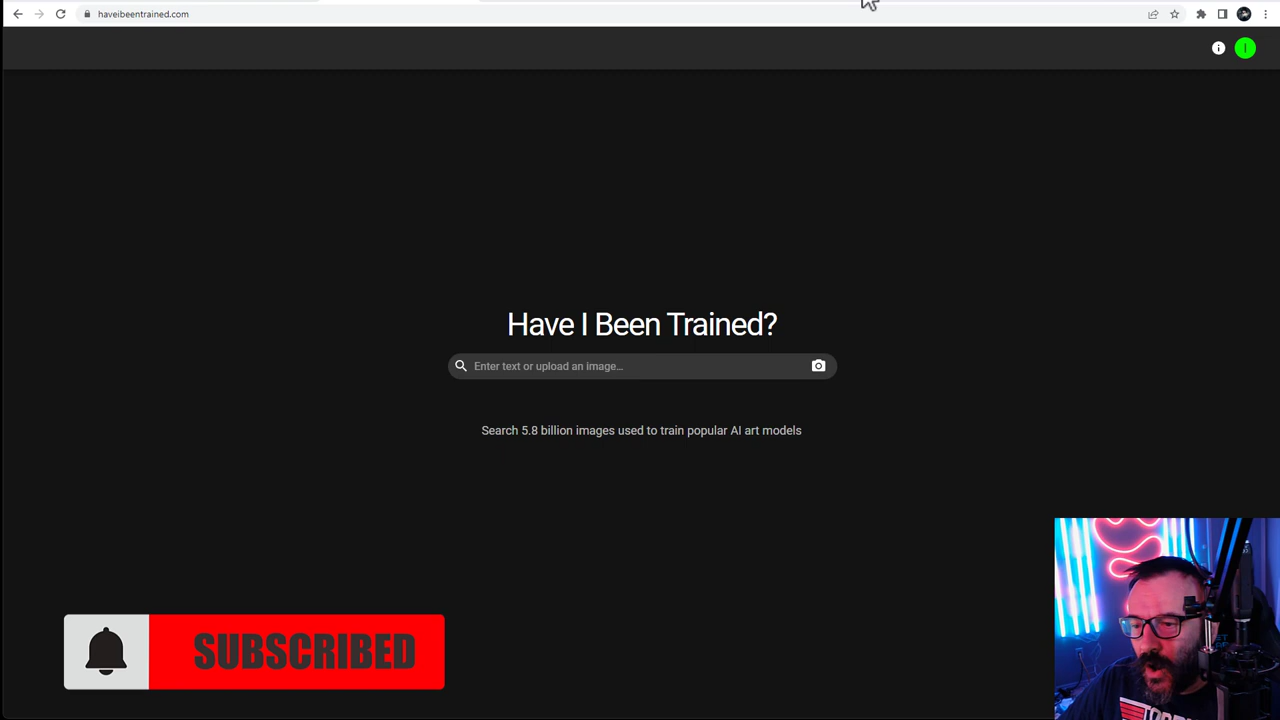 haveibeentrained.com
Have I Been Trained?
Enter text or upload an image...
Search 5.8 billion images used to train popular AI art models
SUBSCRIBED